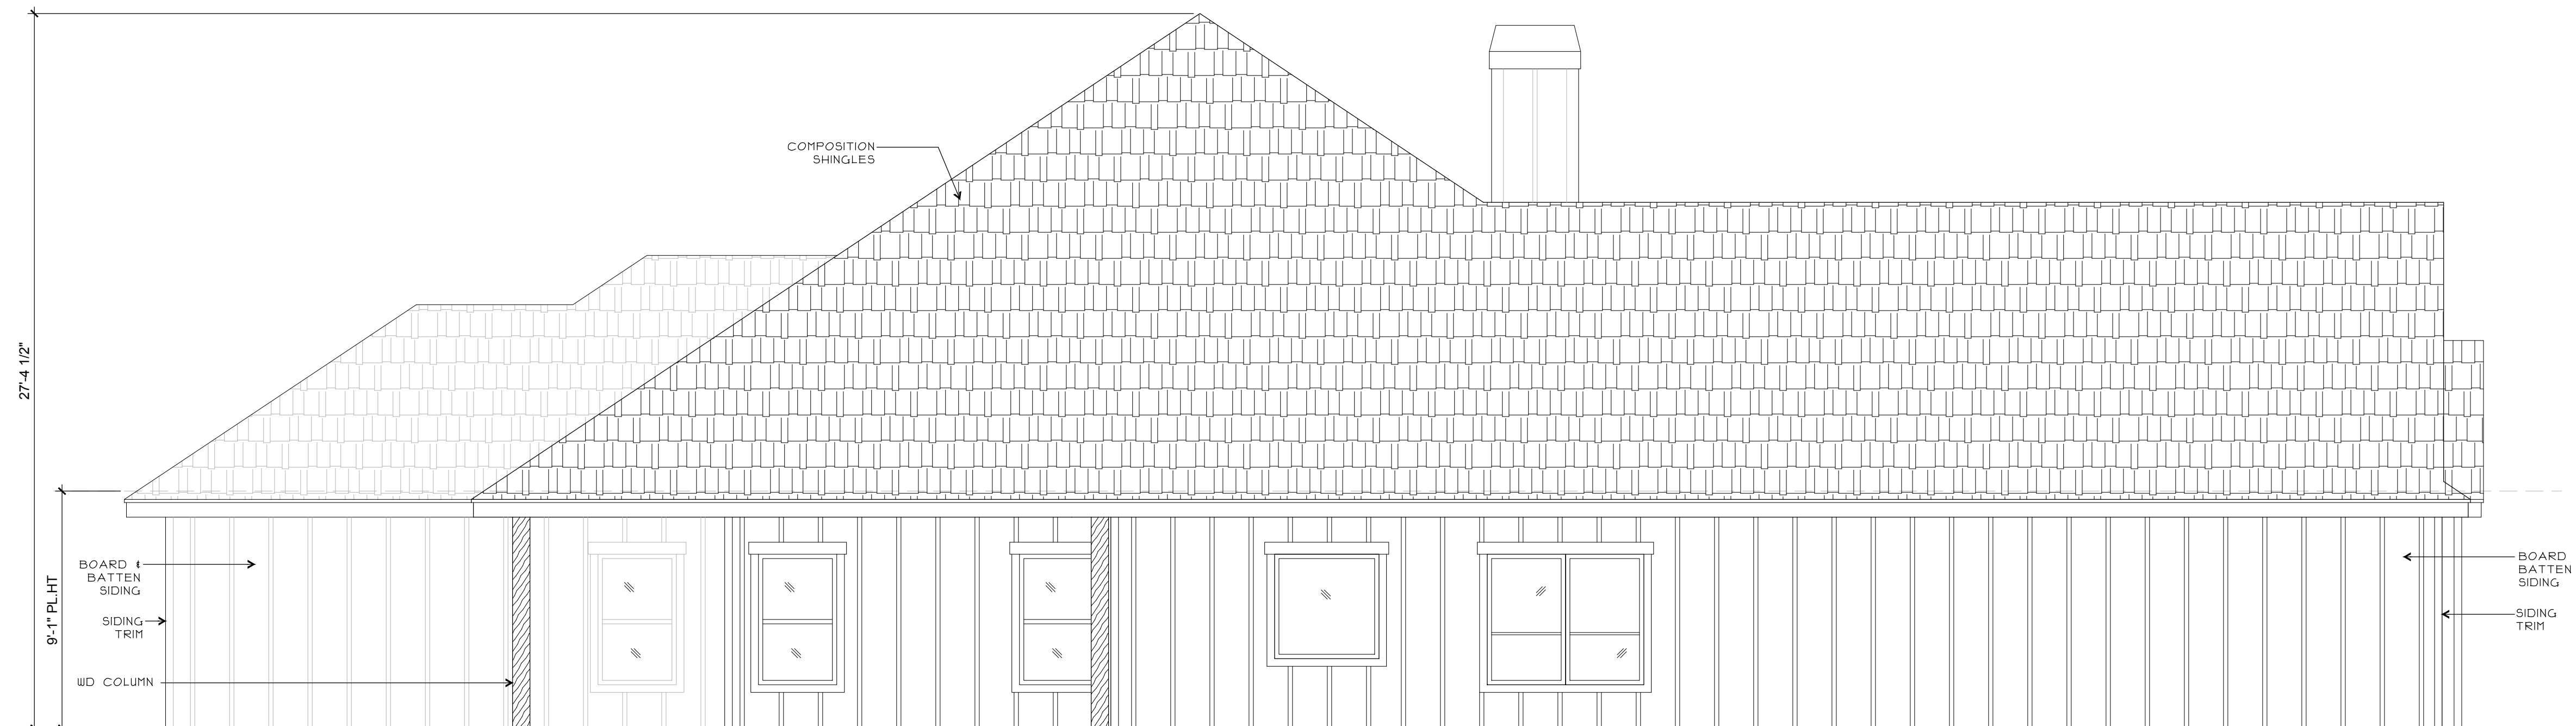 COMPOSITION
SHINGLES
27'-4 1/2"
9'-1" PL.HT
BOARD &
BATTEN
SIDING
SIDING
TRIM
WD COLUMN
BOARD
BATTEN
SIDING
SIDING
TRIM